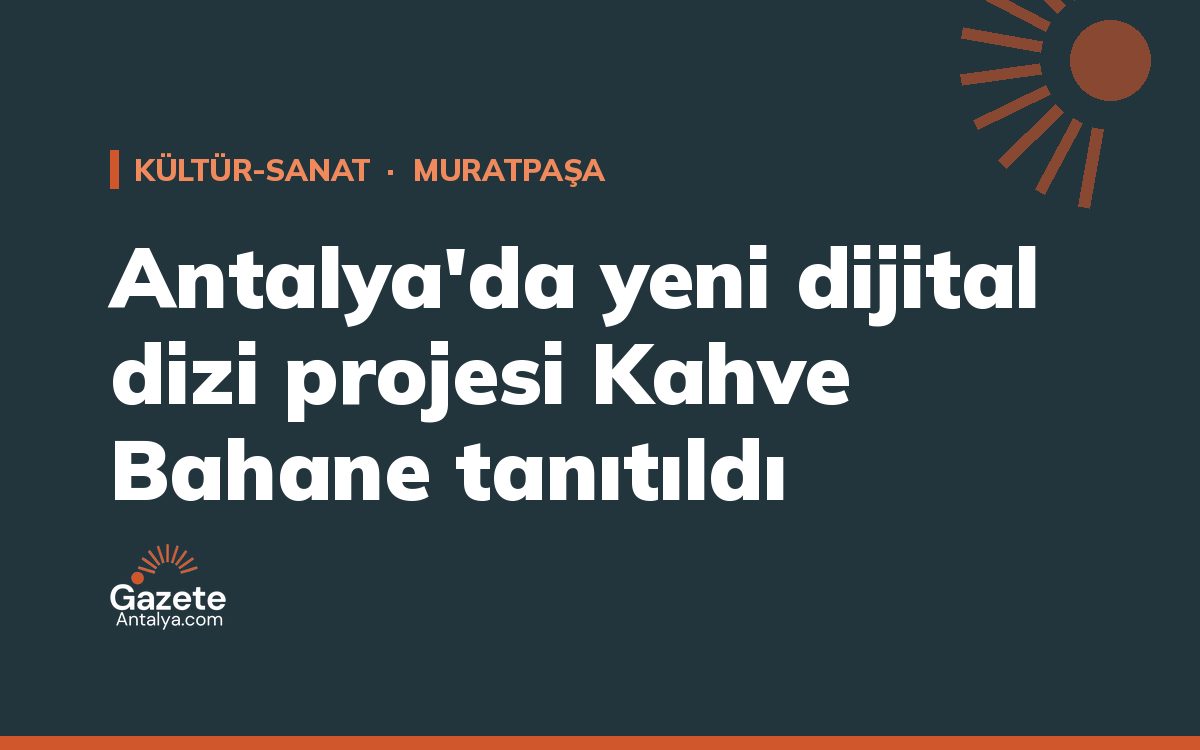 KÜLTÜR-SANAT · MURATPAŞA
Antalya'da yeni dijital
dizi projesi Kahve
Bahane tanıtıldı
Gazete
Antalya.com